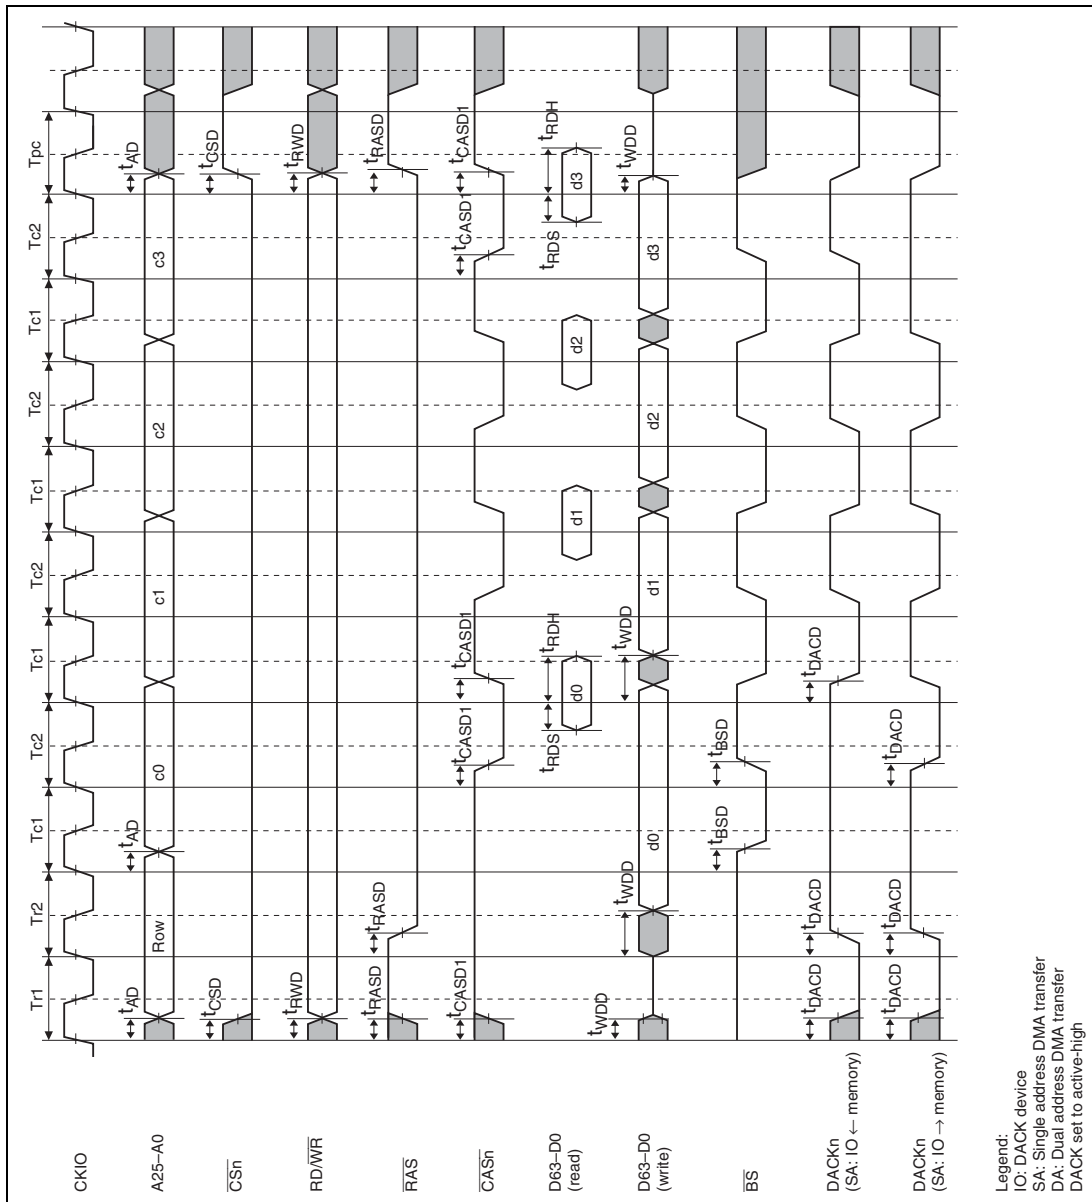 Tr1 Tr2 Tc1 Tc2 Tc1 Tc2 Tc1 Tc2 Tc1 Tc2 Tpc
CKIO
A25–A0 tAD Row tAD c0 c1 c2 c3 tAD
CSn tCSD tCSD
RD/WR tRWD tRWD
RAS tRASD tRASD tRASD
CASn tCASD1 tCASD1 tCASD1 tCASD1 tCASD1
D63–D0
(read) tRDS d0 tRDH d1 d2 tRDS d3 tRDH
D63–D0
(write) tWDD tWDD d0 tWDD d1 d2 d3 tWDD
BS tBSD tBSD
DACKn
(SA: IO ← memory) tDACD tDACD tDACD
DACKn
(SA: IO → memory) tDACD tDACD tDACD
Legend:
IO: DACK device
SA: Single address DMA transfer
DA: Dual address DMA transfer
DACK set to active-high